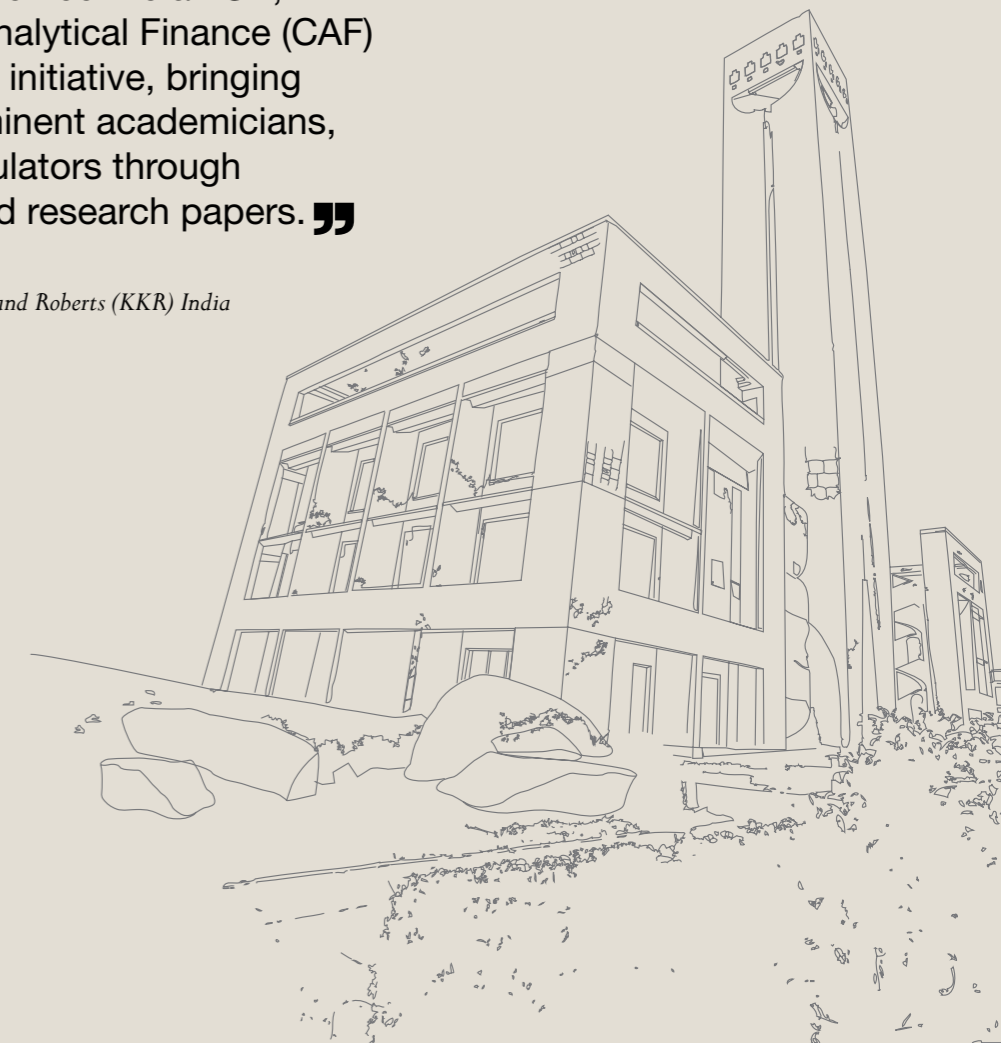 nalytical Finance (CAF)
initiative, bringing
inent academicians,
ulators through
d research papers.”
and Roberts (KKR) India